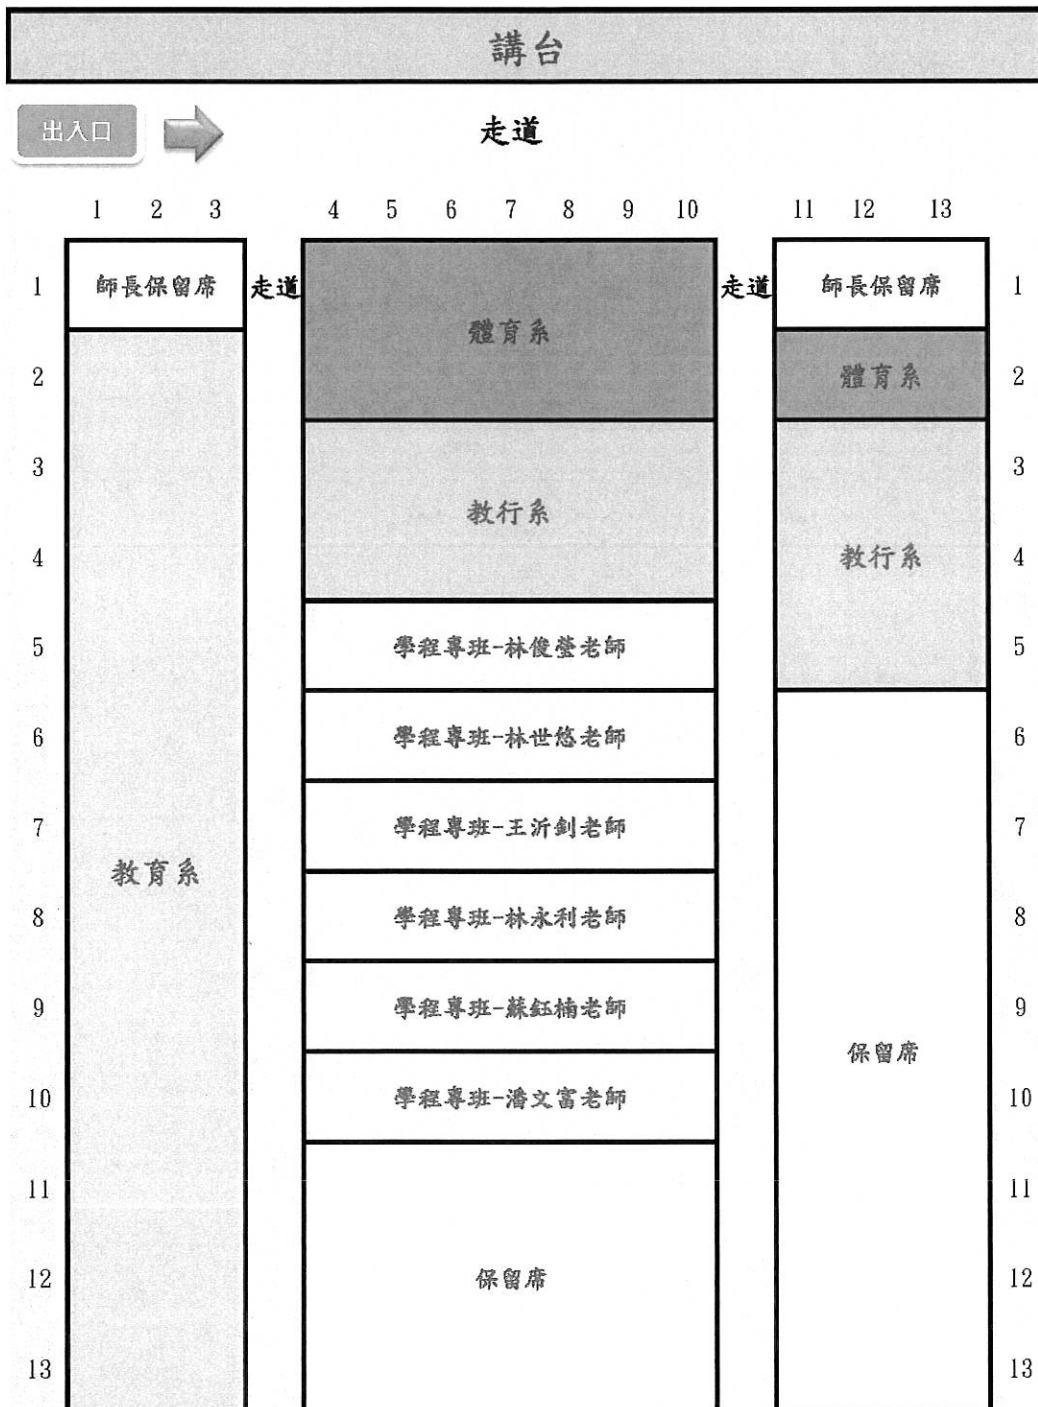 講台
出入口
走道
1 2 3 4 5 6 7 8 9 10 11 12 13
1 師長保留席 走道 走道 師長保留席 1
體育系
2 體育系 2
3 3
教行系
4 教行系 4
5 學程專班-林俊瑩老師 5
6 學程專班-林世悠老師 6
7 學程專班-王沂釗老師 7
教育系
8 學程專班-林永利老師 8
9 學程專班-蘇鈺楠老師 9
保留席
10 學程專班-潘文富老師 10
11 11
12 保留席 12
13 13